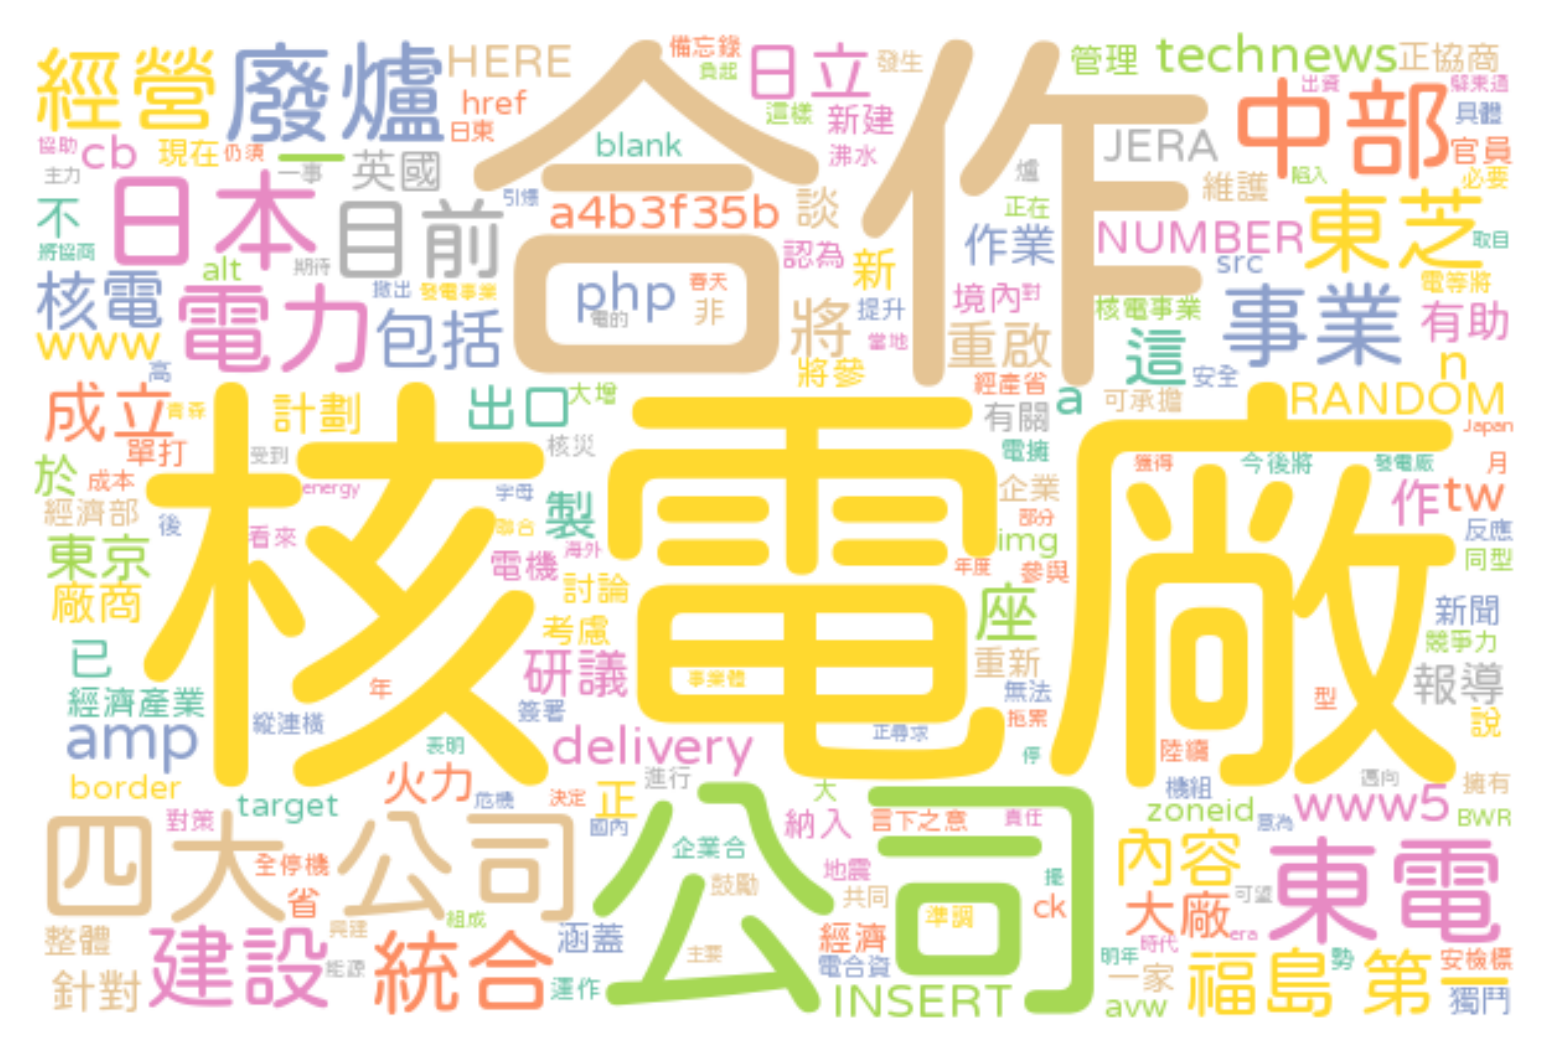 經營
廢爐
HERE
合作
備忘錄
負起
日立
發生
管理
technews
正協商
href
日東
blank
這樣
新建
JERA
中部
出資
具體
官員
協助
cb
現在
仍須
一
一事
英國
沸水
爐
維護
陷入
必要
主力
不
日本
目前
引爆
a4b3f35b
談
正在
認為
作業
NUMBER
東芝
取目
將協商
alt
期待
新
src
核電
電力
撤出
發電事業
php
春天
電的
非
將
提升
境內
對
核電事業
事業
電等將
有助
www
包括
當地
重啟
這
n
高
將參
經產省
安全
成立
青森
計劃
出口
大增
有關
a
可承擔
RANDOM
Japan
單打
受到
核災
電擁
核電廠
獲得
今後將
發電廠
月
於
成本
energy
字母
企業
作
tw
經濟部
後
看來
聯合
製
部分
反應
東京
電機
海外
img
年度
參與
同型
廠商
討論
座
新聞
考慮
競爭力
已
研議
事業體
重新
報導
經濟產業
年
無法
型
簽署
amp
縱連橫
表明
delivery
正尋求
拖累
說
停
陸續
border
火力
進行
機組
邁向
擁有
target
危機
決定
正
大
zoneid
www5
四大公司
對策
國內
公司
納入
言下之意
責任
意為
BWR
全停機
企業合
內容
東電
省
鼓勵
地震
共同
擺
可望
組成
準調
ck
大廠
era
整體
建設
興建
統合
涵蓋
主要
經濟
時代
針對
能源
電合資
明年
一家
福島第一
勢
安檢標
運作
INSERT
avw
獨鬥